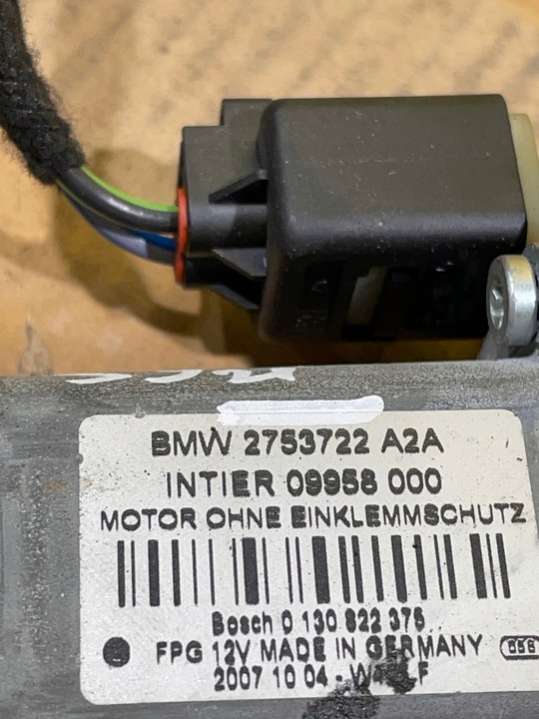 BMW 2753722 A2A
INTIER 09958 000
MOTOR OHNE EINKLEMMSCHUTZ
Bosch 0 130 822 376
FPG 12V MADE IN GERMANY
2007 10 04 -